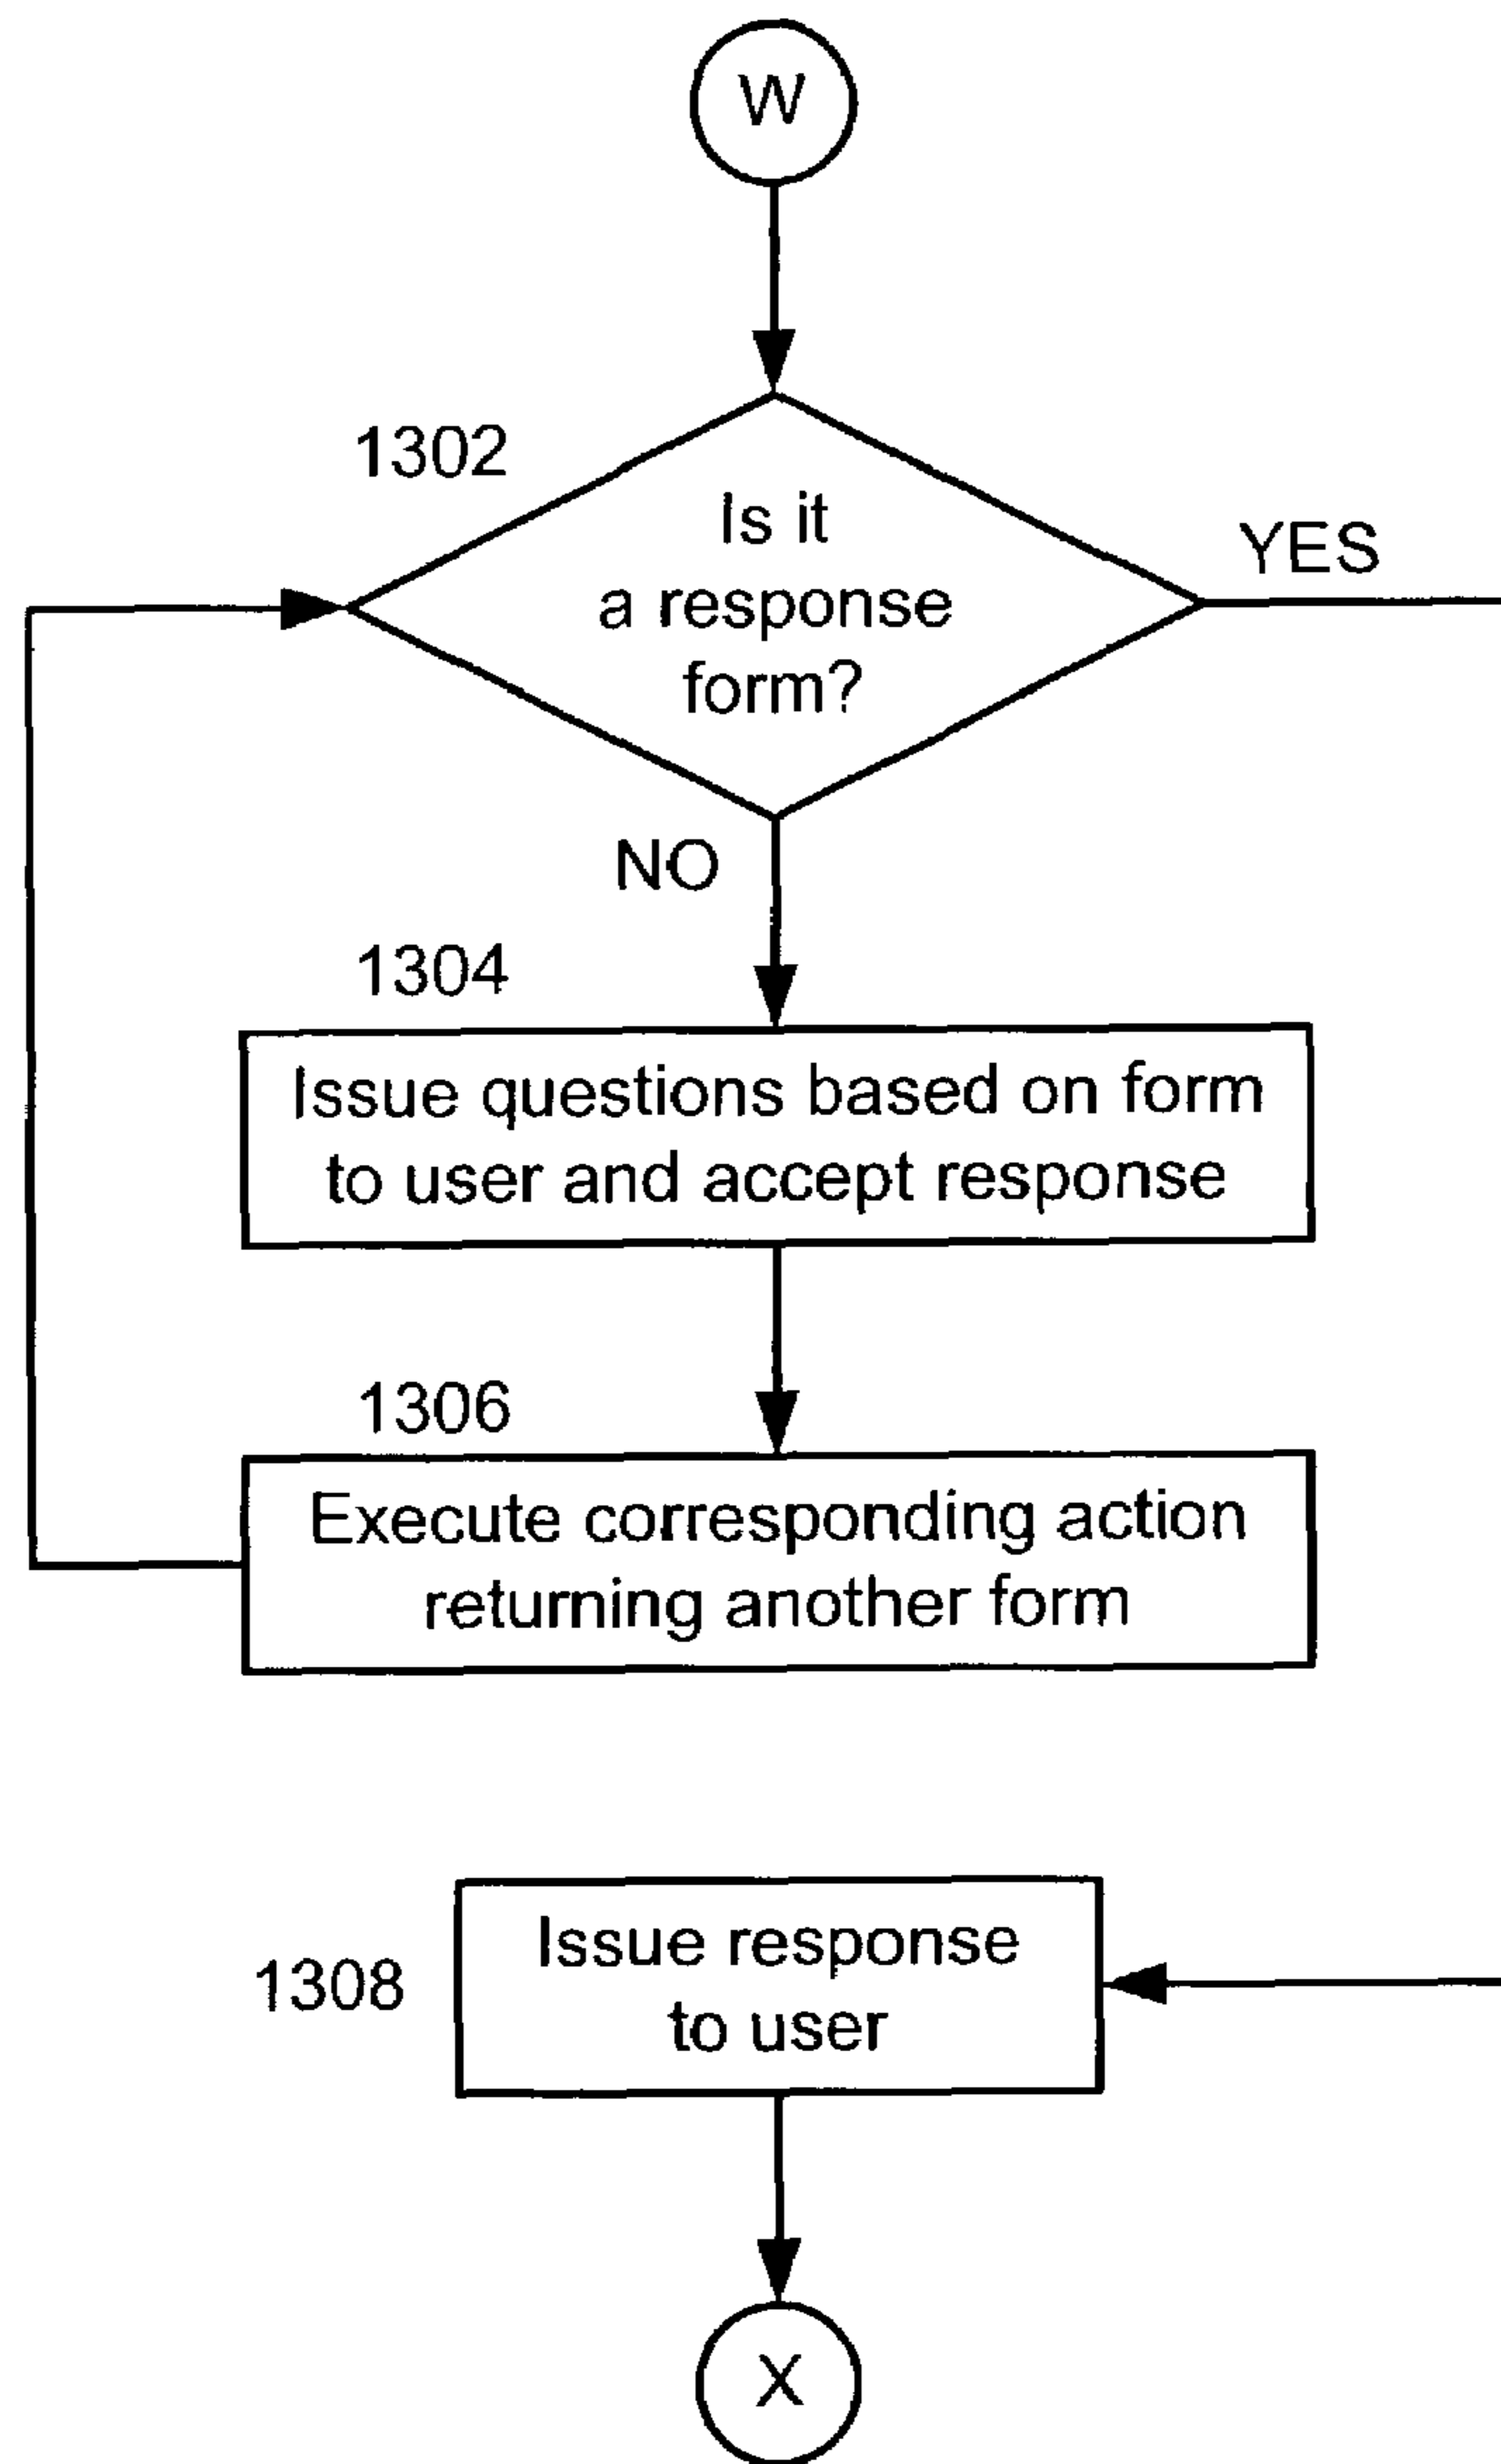 W
1302
Is it
a response
form?
YES
NO
1304
Issue questions based on form
to user and accept response
1306
Execute corresponding action
returning another form
1308
Issue response
to user
X